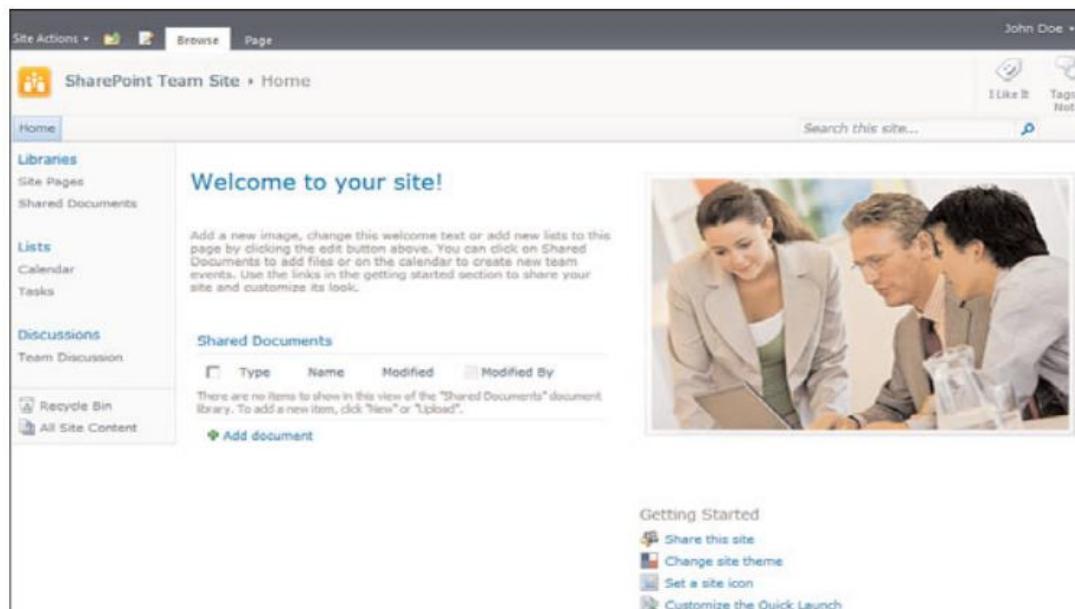 Site Actions
Browse
Page
John Doe
SharePoint Team Site ▸ Home
I Like It
Tags
Not
Home
Search this site...
Libraries
Site Pages
Shared Documents
Lists
Calendar
Tasks
Discussions
Team Discussion
Recycle Bin
All Site Content
Welcome to your site!
Add a new image, change this welcome text or add new lists to this
page by clicking the edit button above. You can click on Shared
Documents to add files or on the calendar to create new team
events. Use the links in the getting started section to share your
site and customize its look.
Shared Documents
Type Name Modified Modified By
There are no items to show in this view of the "Shared Documents" document
library. To add a new item, click "New" or "Upload".
Add document
Getting Started
Share this site
Change site theme
Set a site icon
Customize the Quick Launch